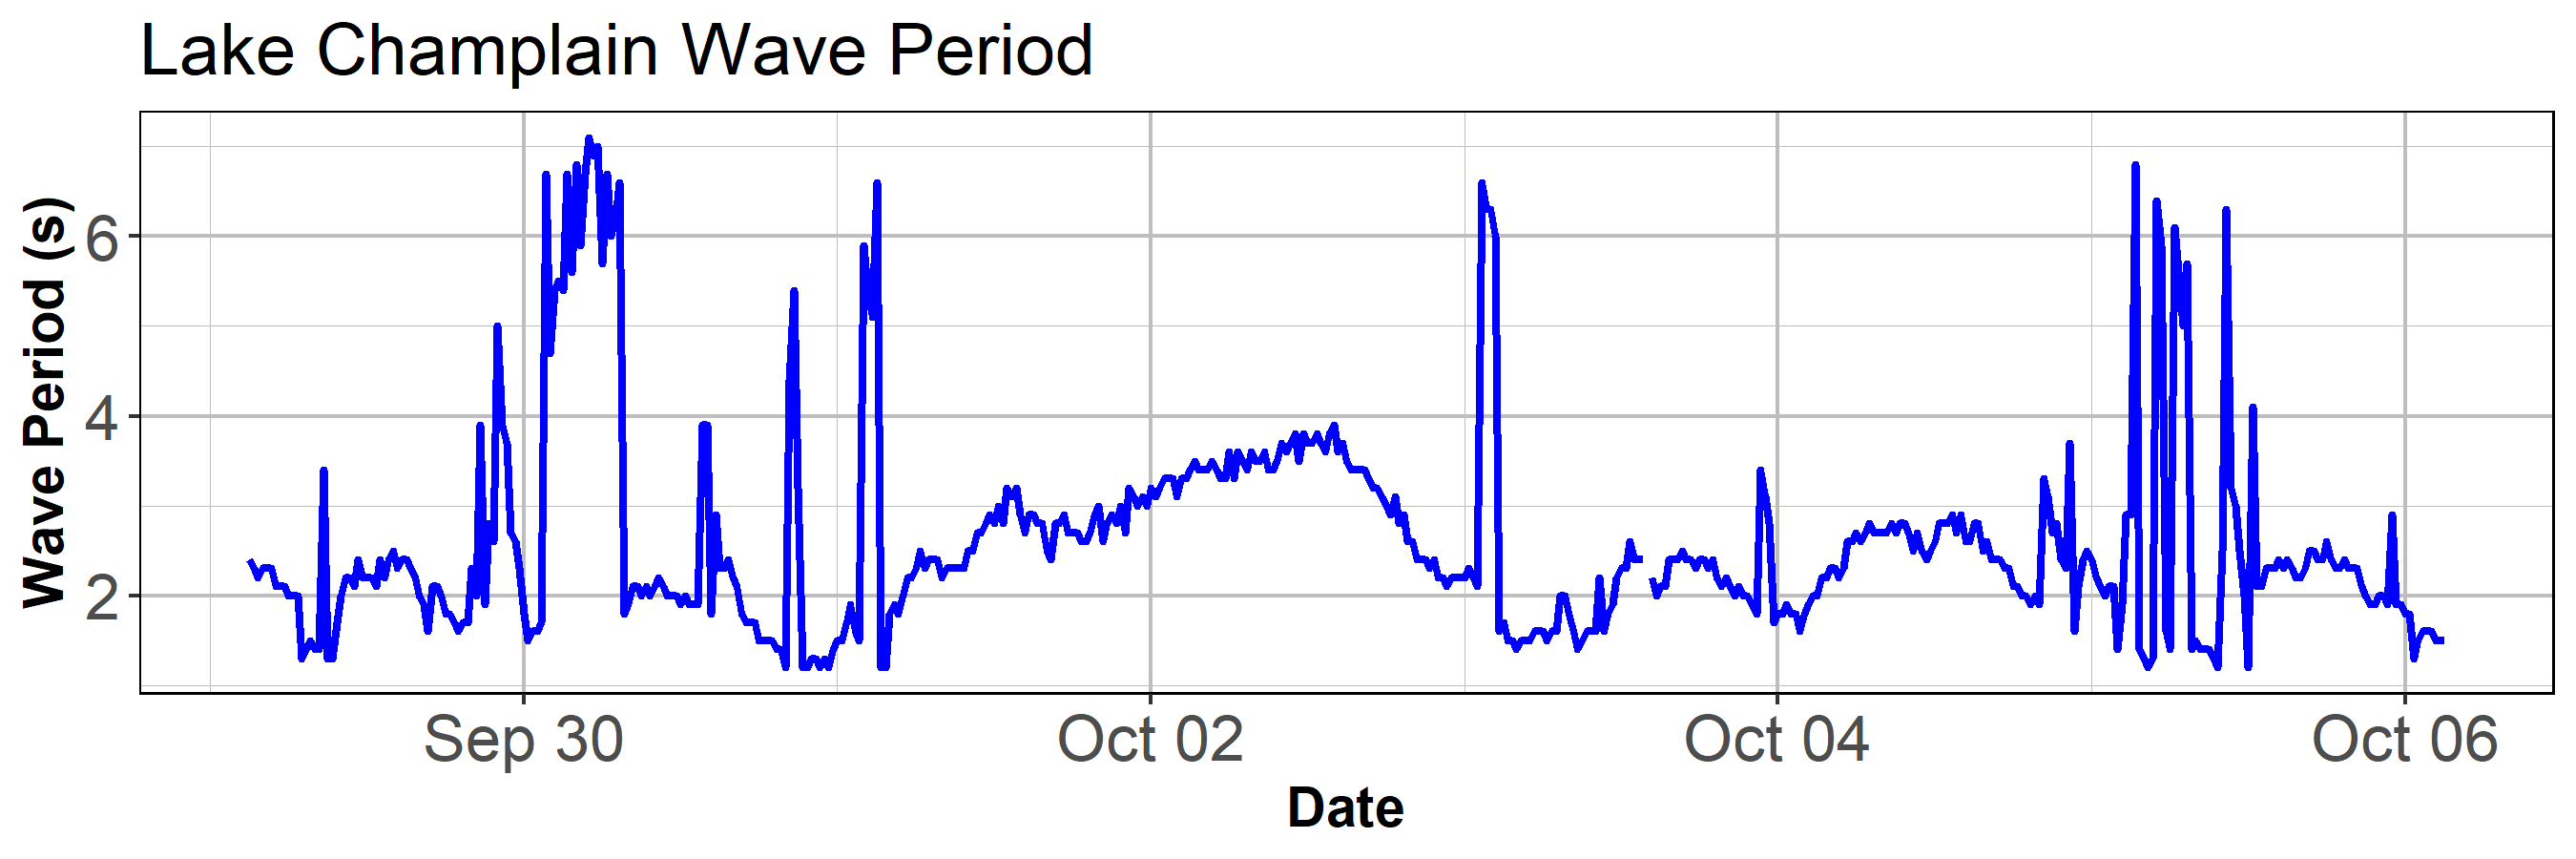 Lake Champlain Wave Period
Wave Period (s)
6
4
2
Sep 30
Oct 02
Oct 04
Oct 06
Date